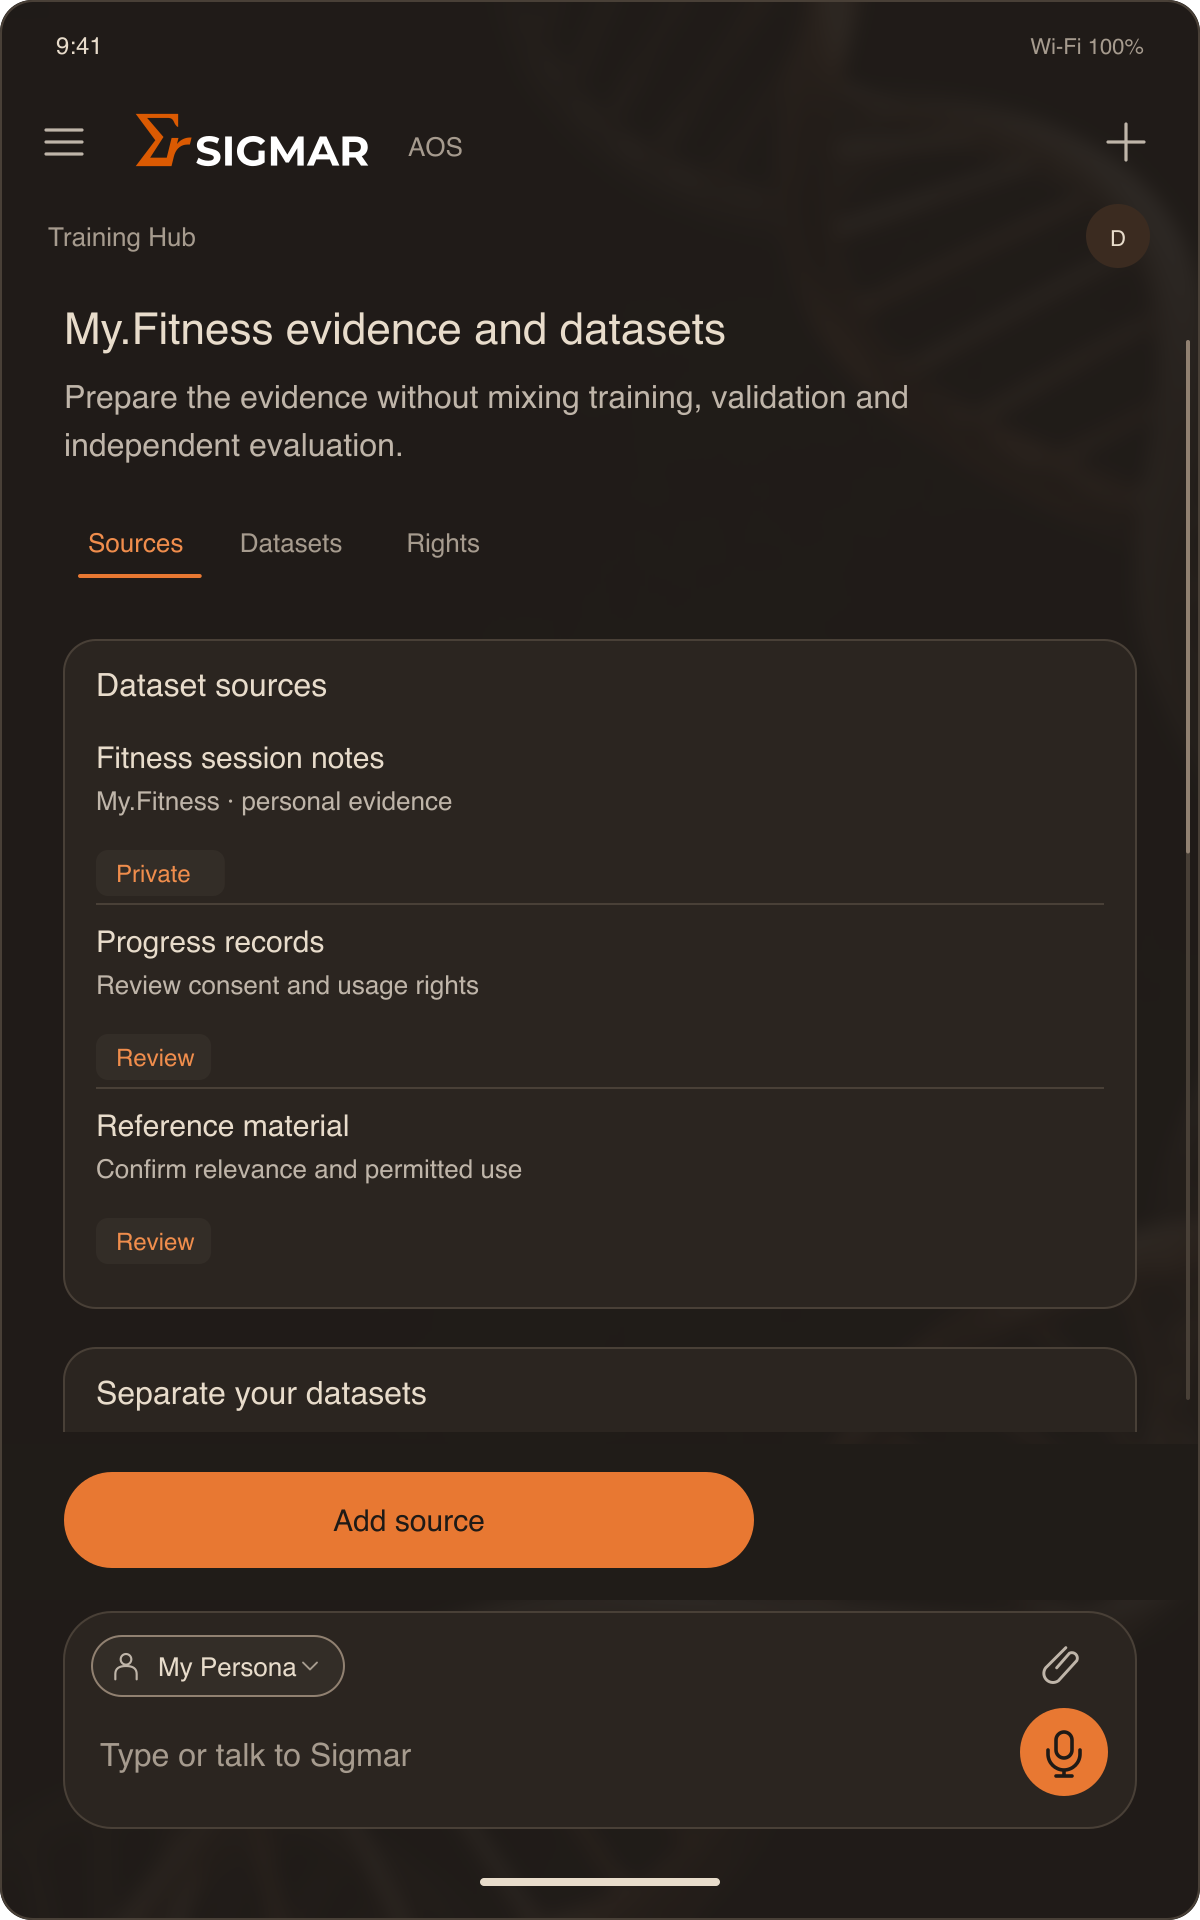 9:41
Wi-Fi 100%
Σr SIGMAR AOS
Training Hub
D
My.Fitness evidence and datasets
Prepare the evidence without mixing training, validation and
independent evaluation.
Sources Datasets Rights
Dataset sources
Fitness session notes
My.Fitness · personal evidence
Private
Progress records
Review consent and usage rights
Review
Reference material
Confirm relevance and permitted use
Review
Separate your datasets
Add source
My Persona
Type or talk to Sigmar